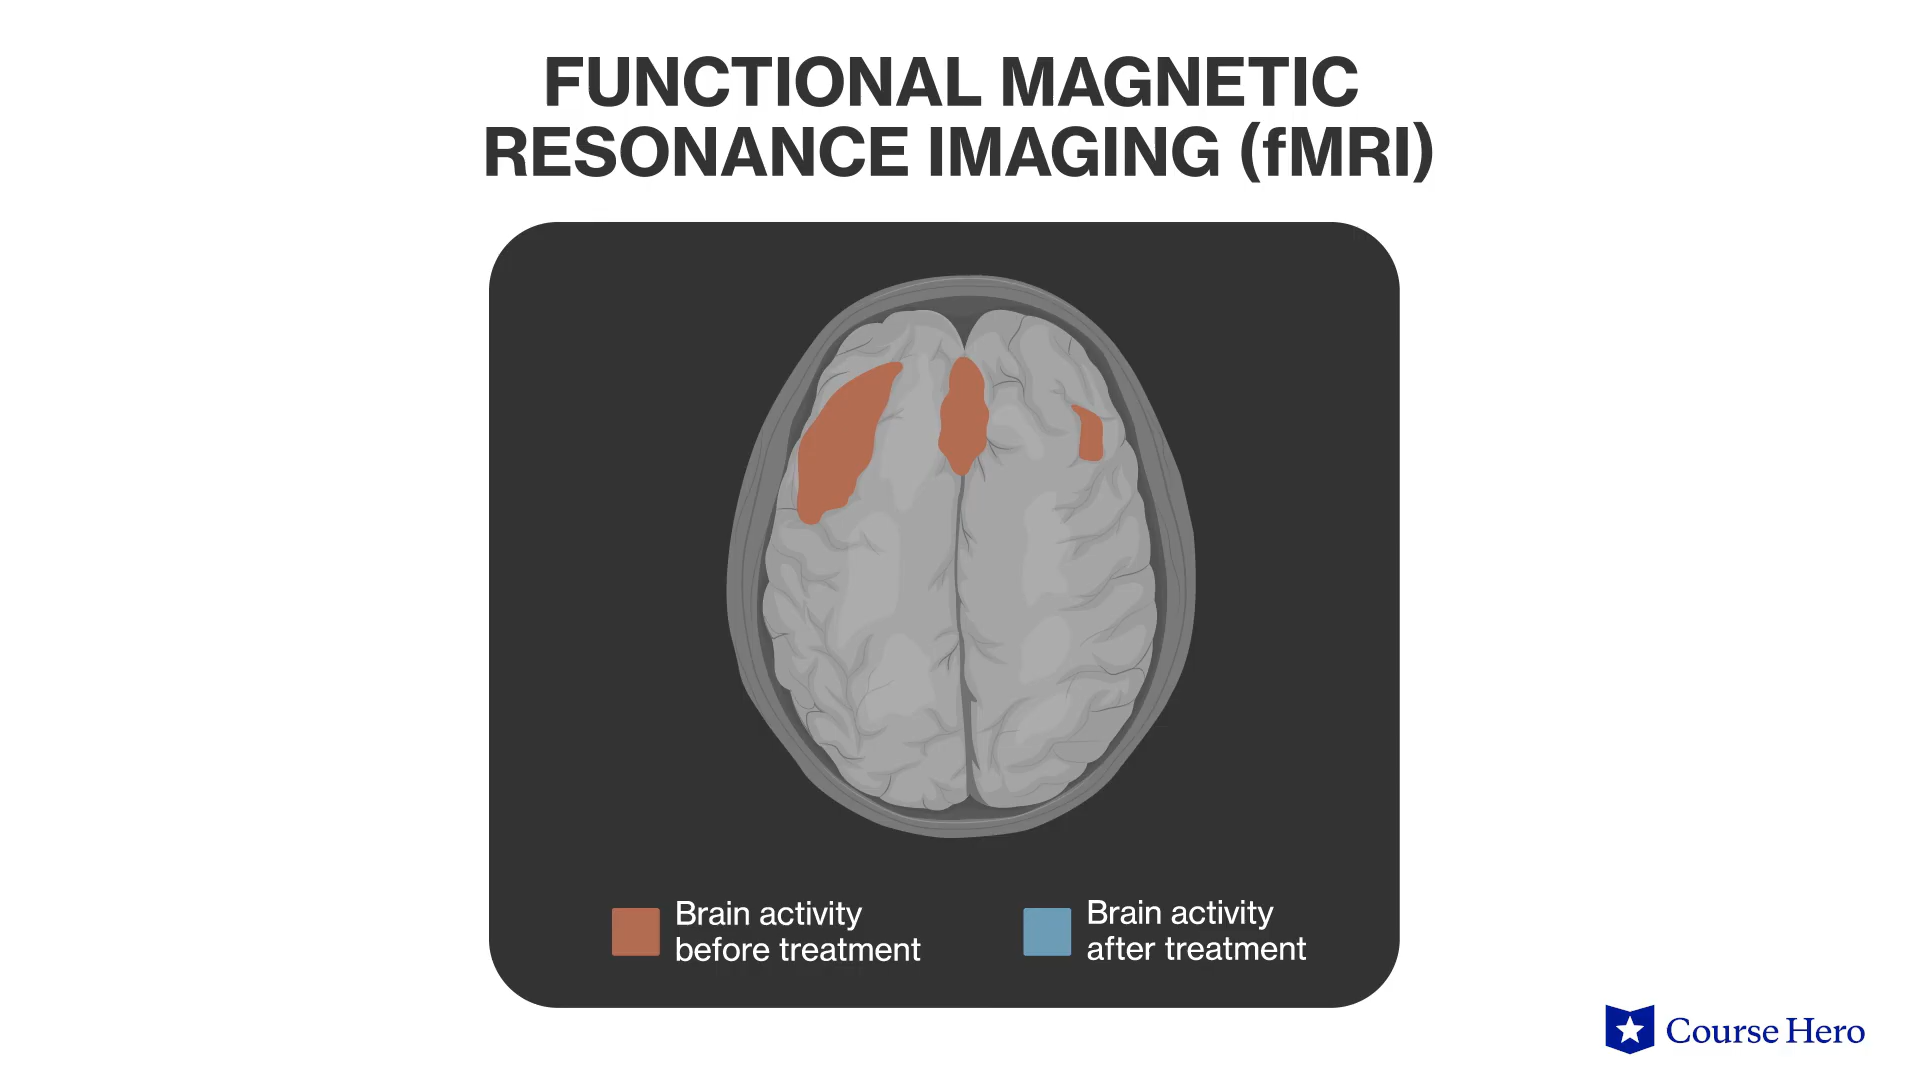 FUNCTIONAL MAGNETIC
RESONANCE IMAGING (fMRI)
Brain activity
before treatment
Brain activity
after treatment
Course Hero